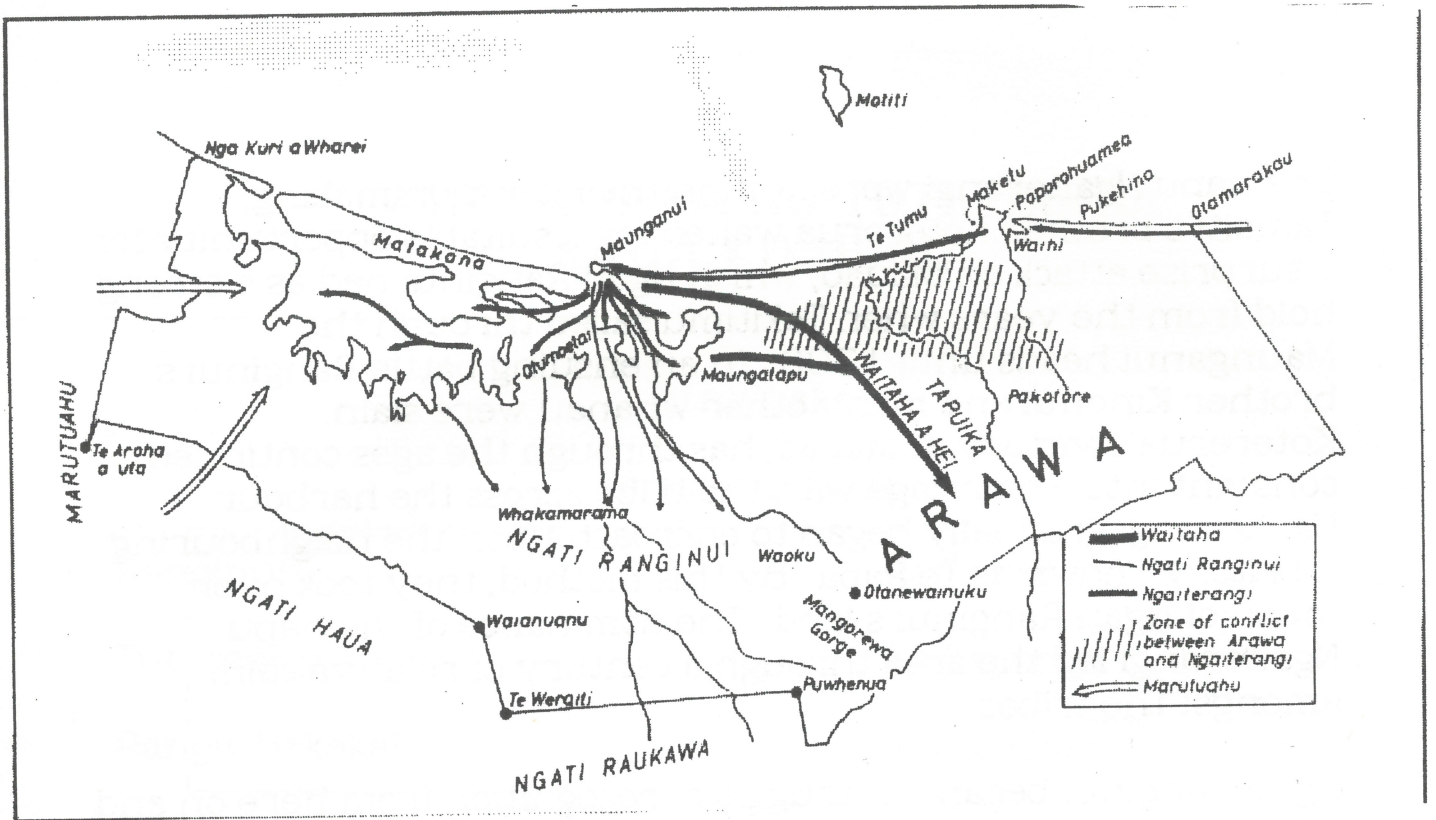 Motiti
Nga Kuri a Wharei
Matakana
Maunganui
Te Tumu
Maketu
Poporohuamea
Pukehina
Otamarakau
Waihi
Otumoetai
Maungatapu
WAITAHA A HEI
TAPUIKA
Pakotore
ARAWA
MARUTUAHU
Te Aroha
a uta
Whakamarama
NGATI RANGINUI
Waoku
Otanewainuku
Mangorewa
Gorge
NGATI HAUA
Waianuanu
Te Weraiti
Puwhenua
NGATI RAUKAWA
Waitaha
Ngati Ranginui
Ngaiterangi
Zone of conflict
between Arawa
and Ngaiterangi
Marutuahu